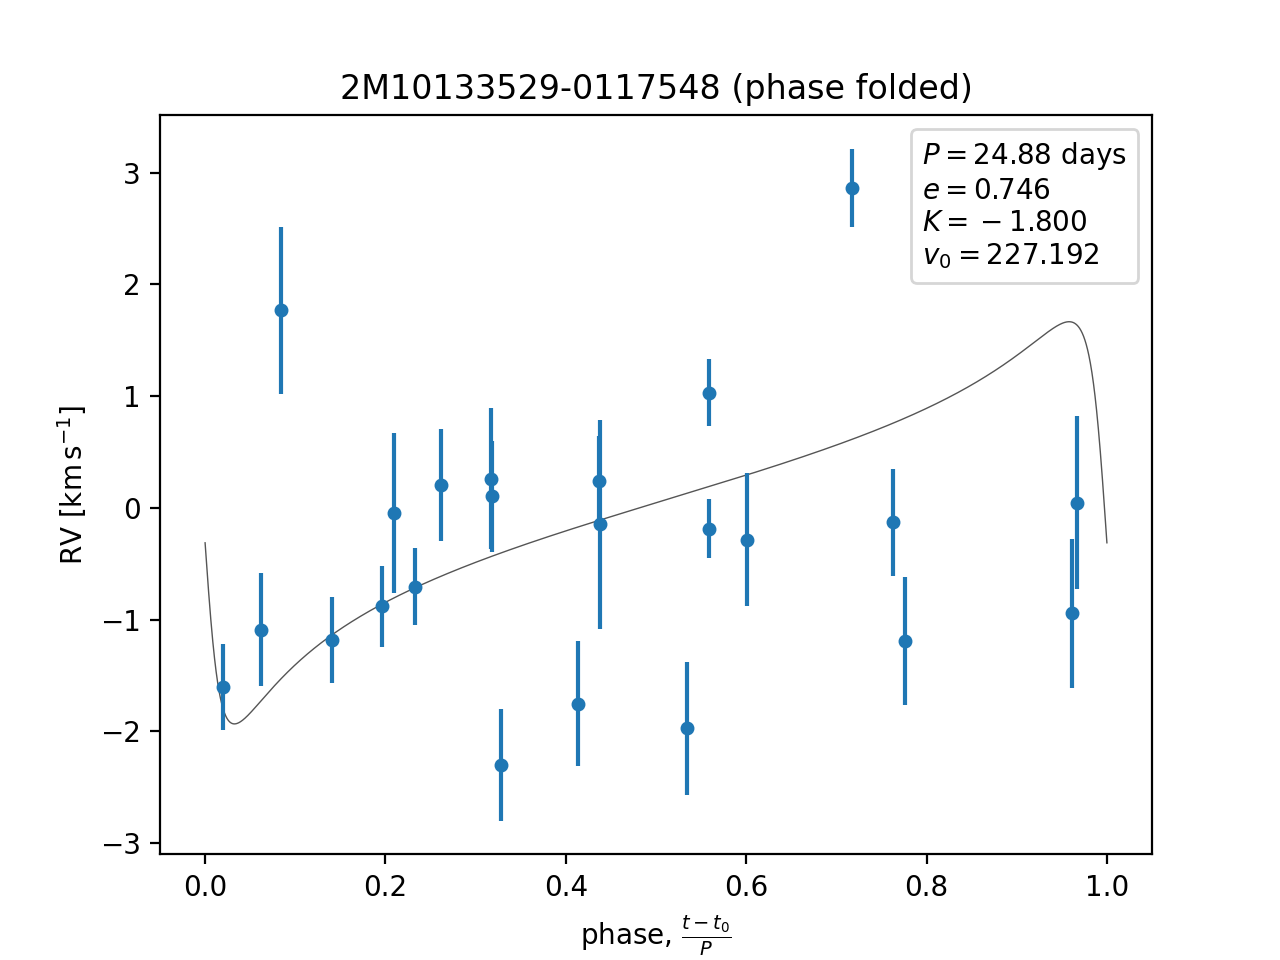 2M10133529-0117548 (phase folded)
P = 24.88 days
e = 0.746
K = −1.800
v₀ = 227.192
3
2
1
0
−1
−2
−3
RV [km s⁻¹]
0.0 0.2 0.4 0.6 0.8 1.0
phase, (t − t₀)/P